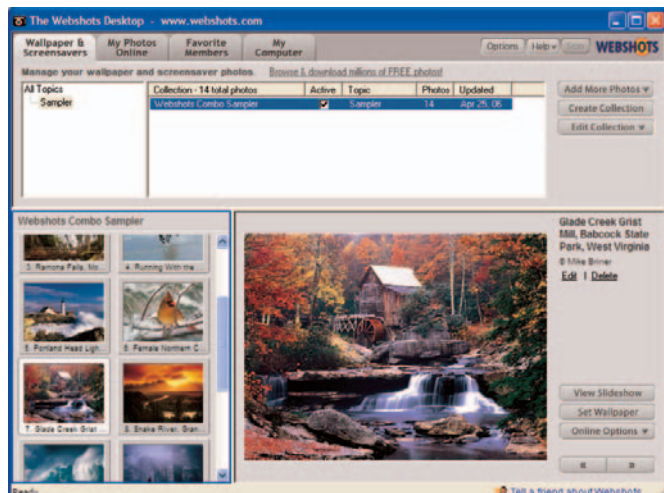 The Webshots Desktop - www.webshots.com
Wallpaper & Screensavers
My Photos Online
Favorite Members
My Computer
Options
Help
Sign
WEBSHOTS
Manage your wallpaper and screensaver photos
Browse & download millions of FREE photos!
All Topics
Sampler
Collection - 14 total photos Active Topic Photos Updated
Webshots Combo Sampler Sampler 14 Apr 25, 06
Add More Photos
Create Collection
Edit Collection
Webshots Combo Sampler
3. Ramona Falls, Mo...
4. Running With the
5. Portland Head Ligh...
6. Female Northern C...
7. Glade Creek Grist
8. Snake River, Gran...
Glade Creek Grist
Mill, Babcock State
Park, West Virginia
© Mike Briner
Edit | Delete
View Slideshow
Set Wallpaper
Online Options
«
»
Ready
Tell a friend about Webshots